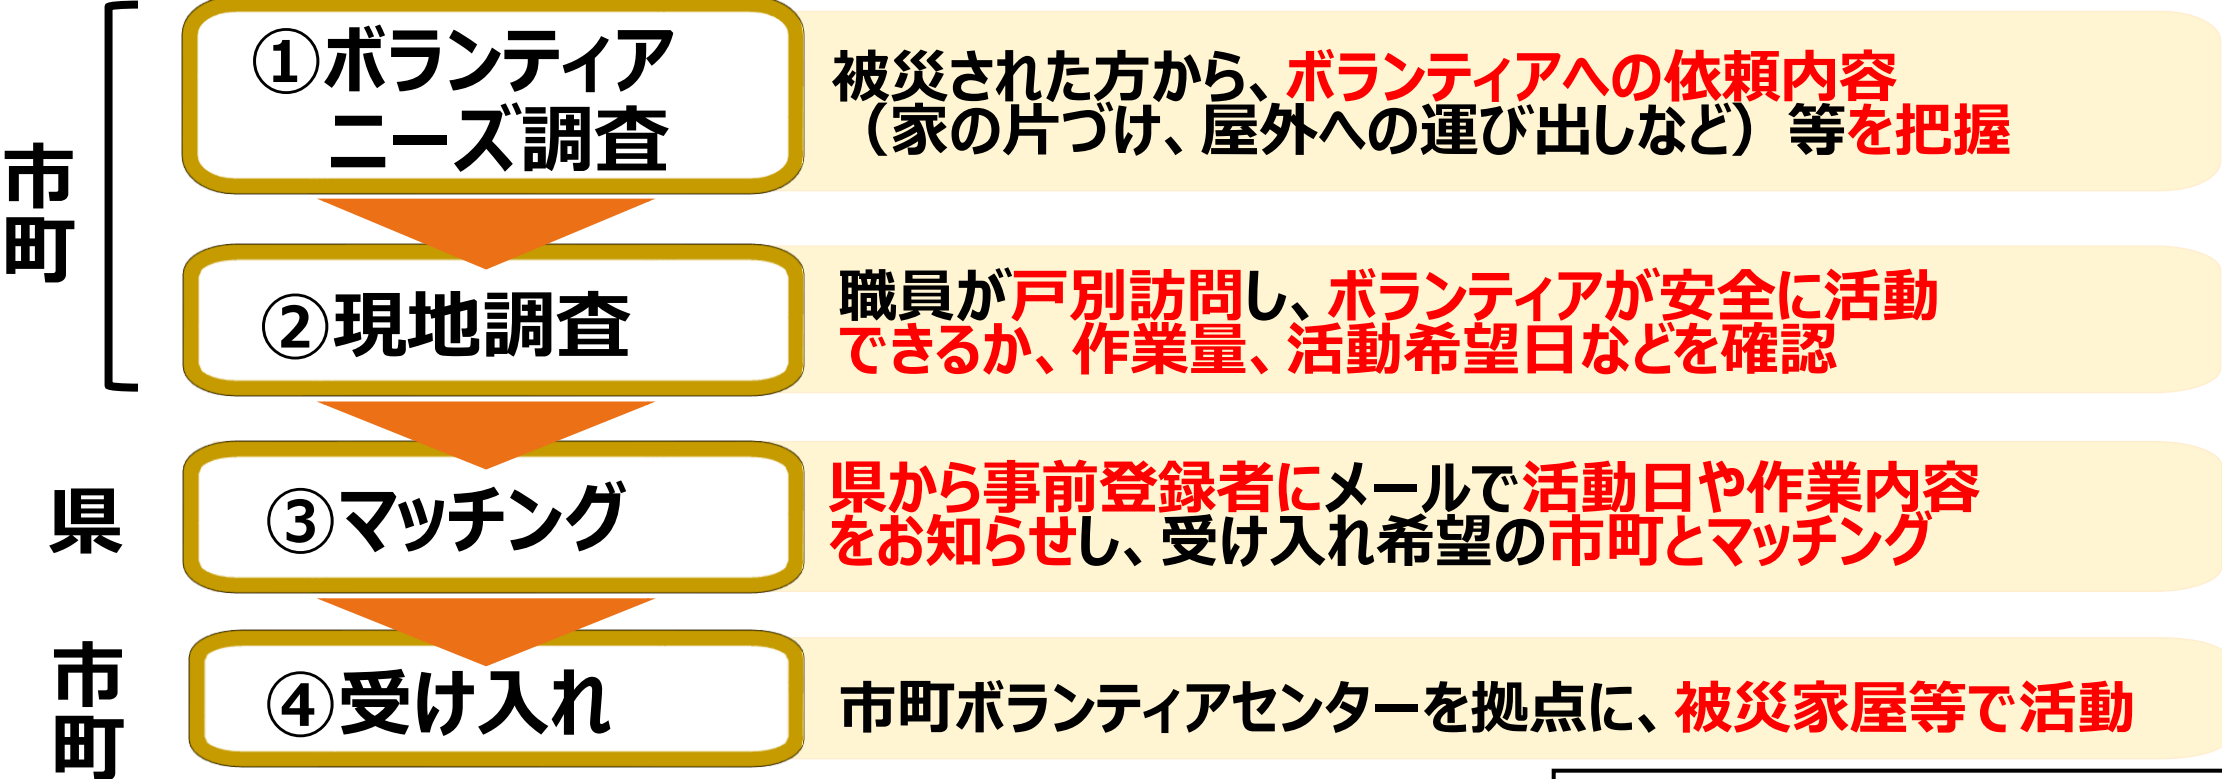 市町
①ボランティア
ニーズ調査
被災された方から、ボランティアへの依頼内容
（家の片づけ、屋外への運び出しなど）等を把握
②現地調査
職員が戸別訪問し、ボランティアが安全に活動
できるか、作業量、活動希望日などを確認
県
③マッチング
県から事前登録者にメールで活動日や作業内容
をお知らせし、受け入れ希望の市町とマッチング
市町
④受け入れ
市町ボランティアセンターを拠点に、被災家屋等で活動